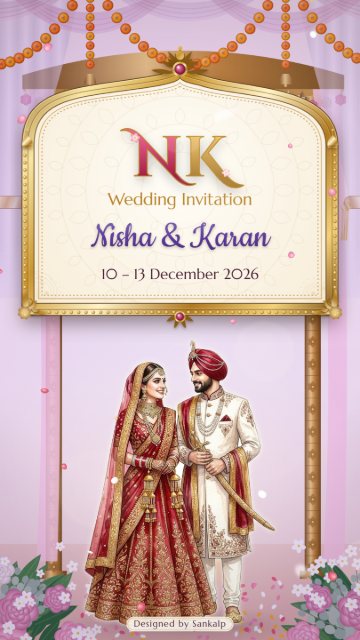 NK
Wedding Invitation
Nisha & Karan
10 – 13 December 2026
Designed by Sankalp